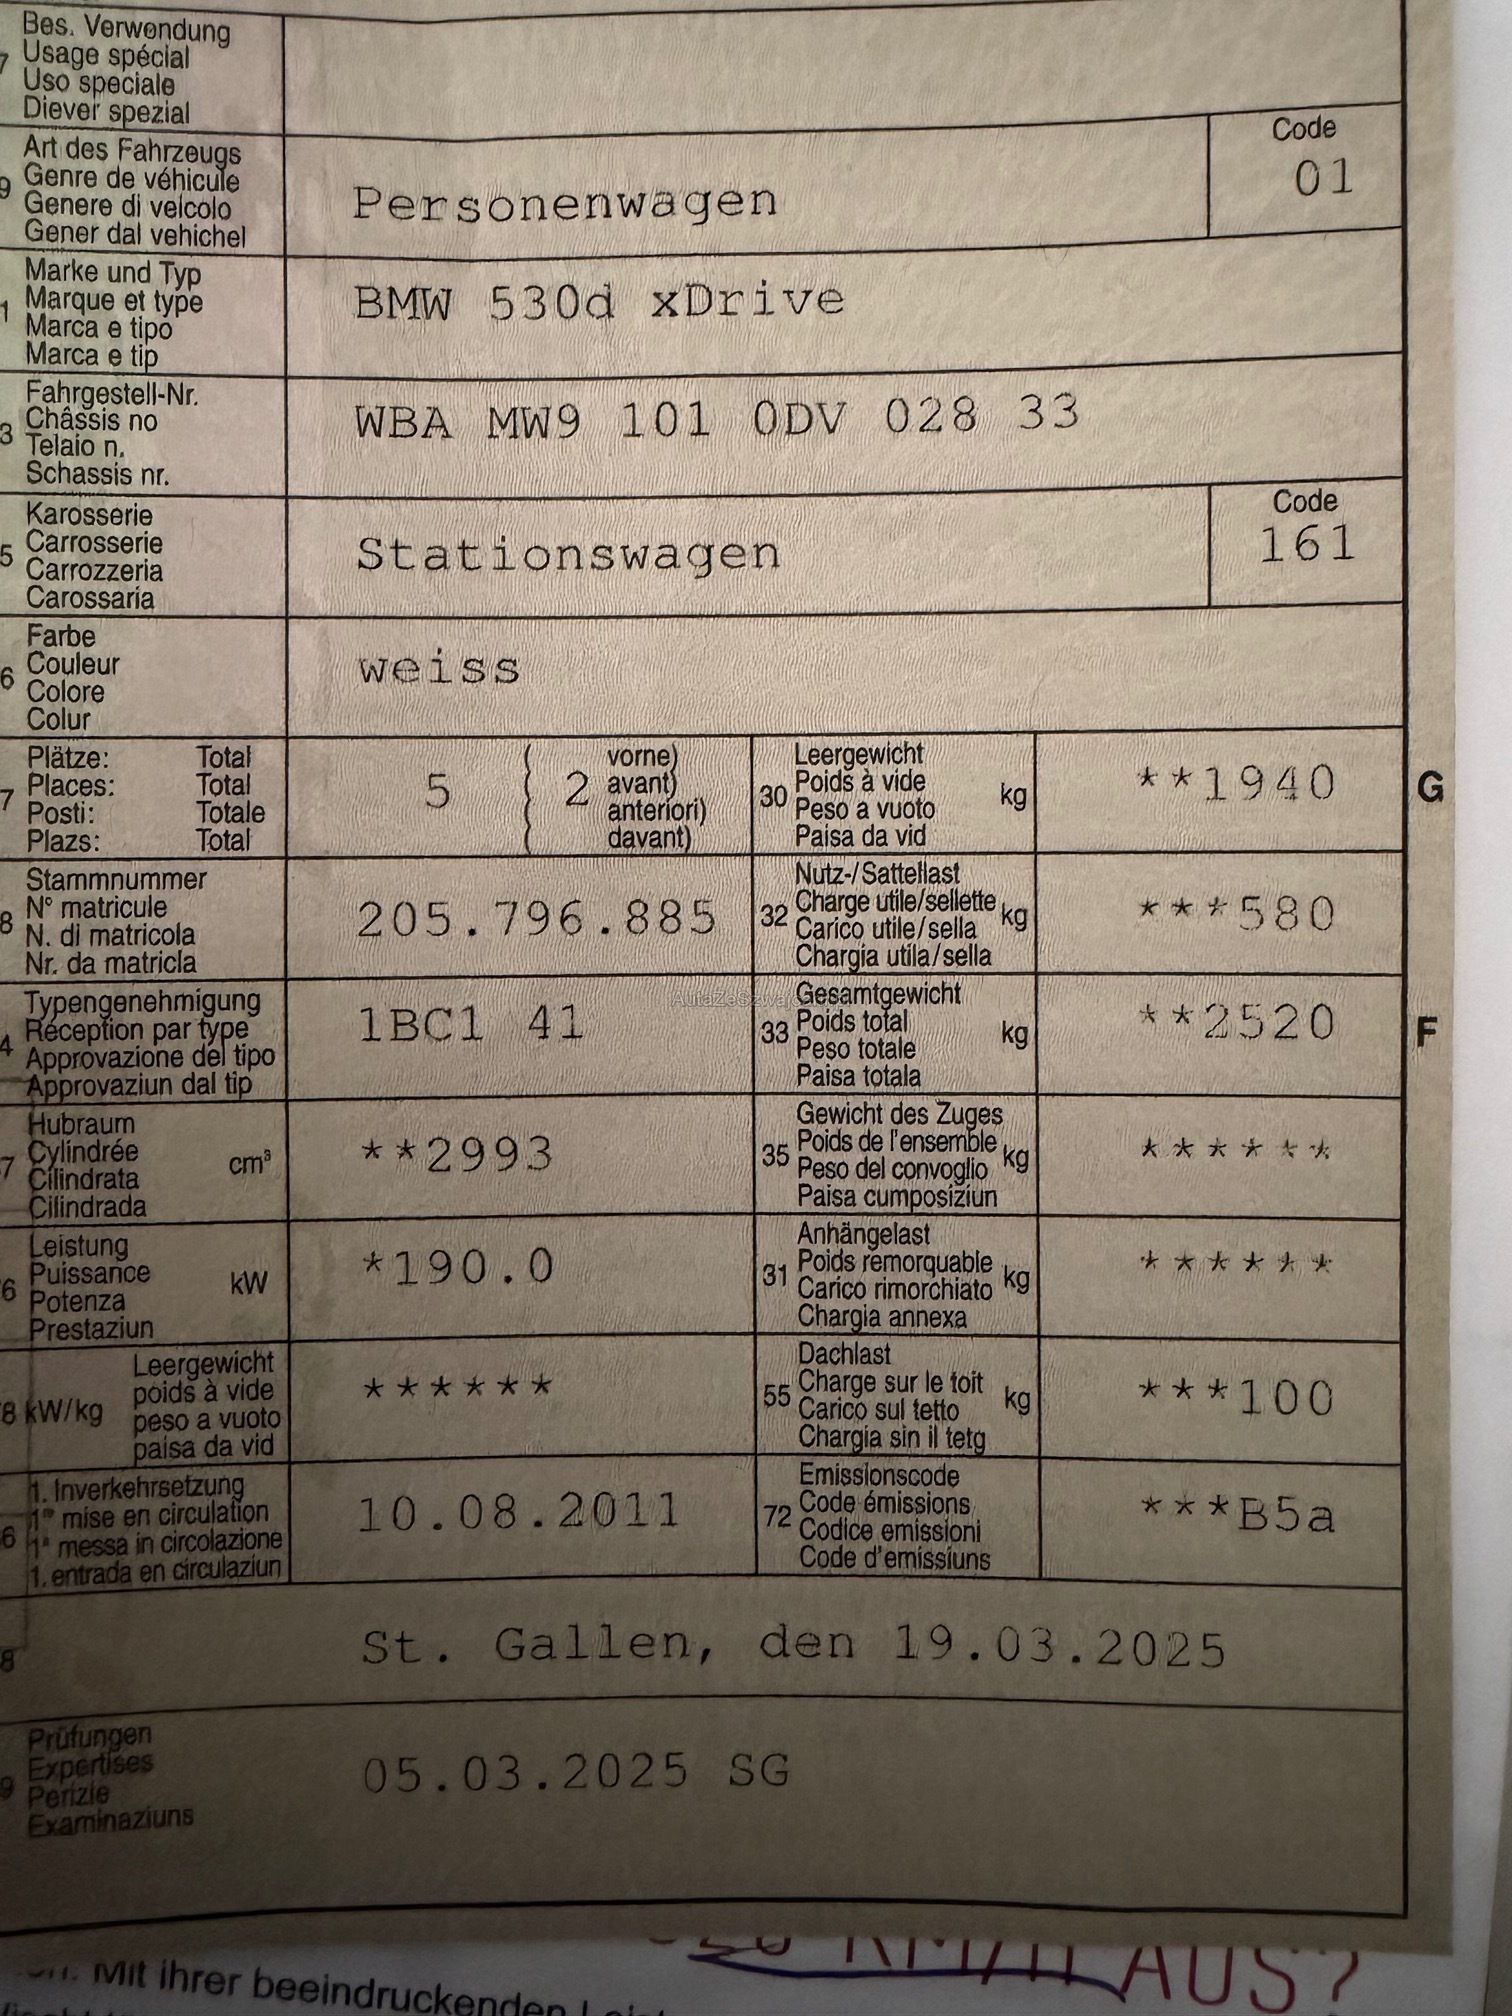 Bes. Verwendung
Usage spécial
Uso speciale
Diever spezial
Art des Fahrzeugs
Genre de véhicule
Genere di veicolo
Gener dal vehichel
Personenwagen
Code
01
Marke und Typ
Marque et type
Marca e tipo
Marca e tip
BMW 530d xDrive
Fahrgestell-Nr.
Châssis no
Telaio n.
Schassis nr.
WBA MW9 101 0DV 028 33
Karosserie
Carrosserie
Carrozzeria
Carossaria
Stationswagen
Code
161
Farbe
Couleur
Colore
Colur
weiss
Plätze: Total
Places: Total
Posti: Totale
Plazs: Total
5 ( 2 vorne)
avant)
anteriori)
davant)
30 Leergewicht
Poids à vide
Peso a vuoto
Paisa da vid
kg
**1940
G
Stammnummer
N° matricule
N. di matricola
Nr. da matricla
205.796.885
32 Nutz-/Sattellast
Charge utile/sellette
Carico utile/sella
Chargia utila/sella
kg
***580
Typengenehmigung
Réception par type
Approvazione del tipo
Approvaziun dal tip
1BC1 41
33 Gesamtgewicht
Poids total
Peso totale
Paisa totala
kg
**2520
F
Hubraum
Cylindrée
Cilindrata
Cilindrada
cm³
**2993
35 Gewicht des Zuges
Poids de l'ensemble
Peso del convoglio
Paisa cumposiziun
kg
******
Leistung
Puissance
Potenza
Prestaziun
kW
*190.0
31 Anhängelast
Poids remorquable
Carico rimorchiato
Chargia annexa
kg
******
kW/kg
Leergewicht
poids à vide
peso a vuoto
paisa da vid
******
55 Dachlast
Charge sur le toit
Carico sul tetto
Chargia sin il tetg
kg
***100
1. Inverkehrsetzung
1re mise en circulation
1a messa in circolazione
1. entrada en circulaziun
10.08.2011
72 Emissionscode
Code émissions
Codice emissioni
Code d'emissiuns
***B5a
St. Gallen, den 19.03.2025
Prüfungen
Expertises
Perizie
Examinaziuns
05.03.2025 SG
KM/H AUS?
Mit ihrer beeindruckenden